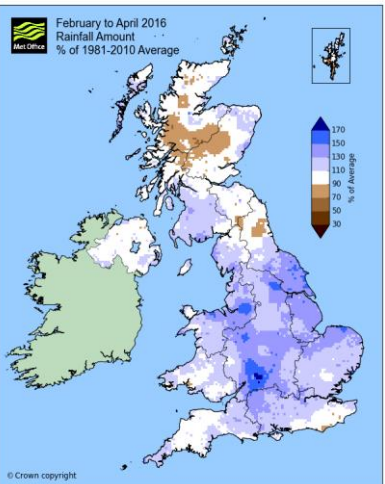 Met Office
February to April 2016
Rainfall Amount
% of 1981-2010 Average
170
150
130
110
90
70
50
30
% of Average
© Crown copyright